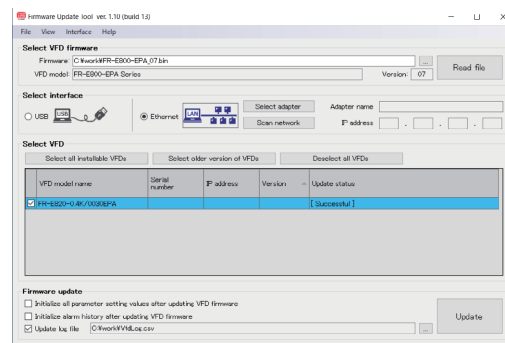 Firmware Update Tool ver. 1.10 (build 13)
File View Interface Help
Select VFD firmware
Firmware: C:¥work¥FR-E800-EPA_07.bin ... Read file
VFD model: FR-E800-EPA Series Version: 07
Select interface
USB USB Ethernet LAN Select adapter Adapter name
Scan network IP address . . .
Select VFD
Select all installable VFDs Select older version of VFDs Deselect all VFDs
VFD model name Serial number IP address Version Update status
FR-E820-0.4K/0030EPA [ Successful ]
Firmware update
Initialize all parameter setting values after updating VFD firmware
Initialize alarm history after updating VFD firmware
Update log file C:¥work¥VfdLog.csv ... Update